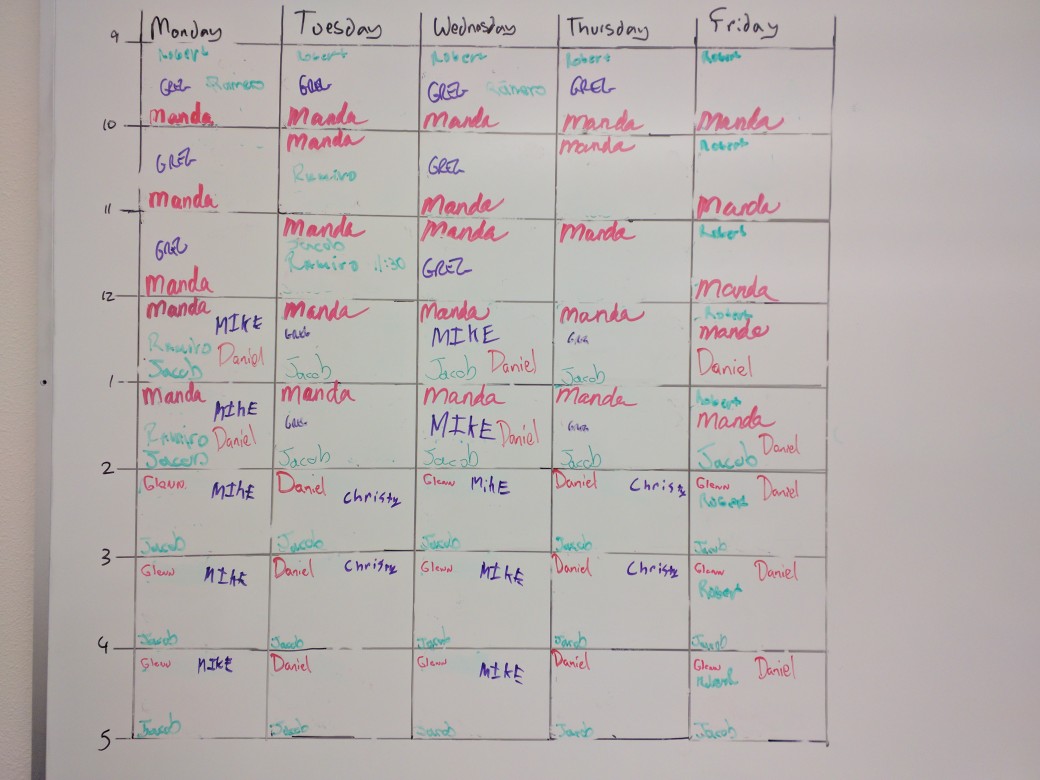 Monday Tuesday Wednesday Thursday Friday
9
Robert Robert Robert Robert Robert
GREG Ramiro GREG GREG Ramiro GREG
Manda Manda Manda Manda Manda
10
Manda Manda Robert
GREG Ramiro GREG
Manda Manda Manda
11
Manda Manda Manda Robert
GREG Jacob
Ramiro 11:30 GREG
Manda Manda
12
Manda Manda Manda Manda Robert
MIKE GREG MIKE Manda
Ramiro Daniel Daniel Daniel
Jacob Jacob Jacob Jacob
1
Manda Manda Manda Manda Robert
MIKE GREG MIKE Manda
Ramiro Daniel Daniel Daniel
Jacob Jacob Jacob Jacob Jacob
2
Glenn MIKE Daniel Christy Glenn MIKE Daniel Christy Glenn Daniel
Robert
Jacob Jacob Jacob Jacob Jacob
3
Glenn MIKE Daniel Christy Glenn MIKE Daniel Christy Glenn Daniel
Robert
Jacob Jacob Jacob Jacob Jacob
4
Glenn MIKE Daniel Glenn MIKE Daniel Glenn Daniel
Robert
Jacob Jacob Jacob Jacob Jacob
5